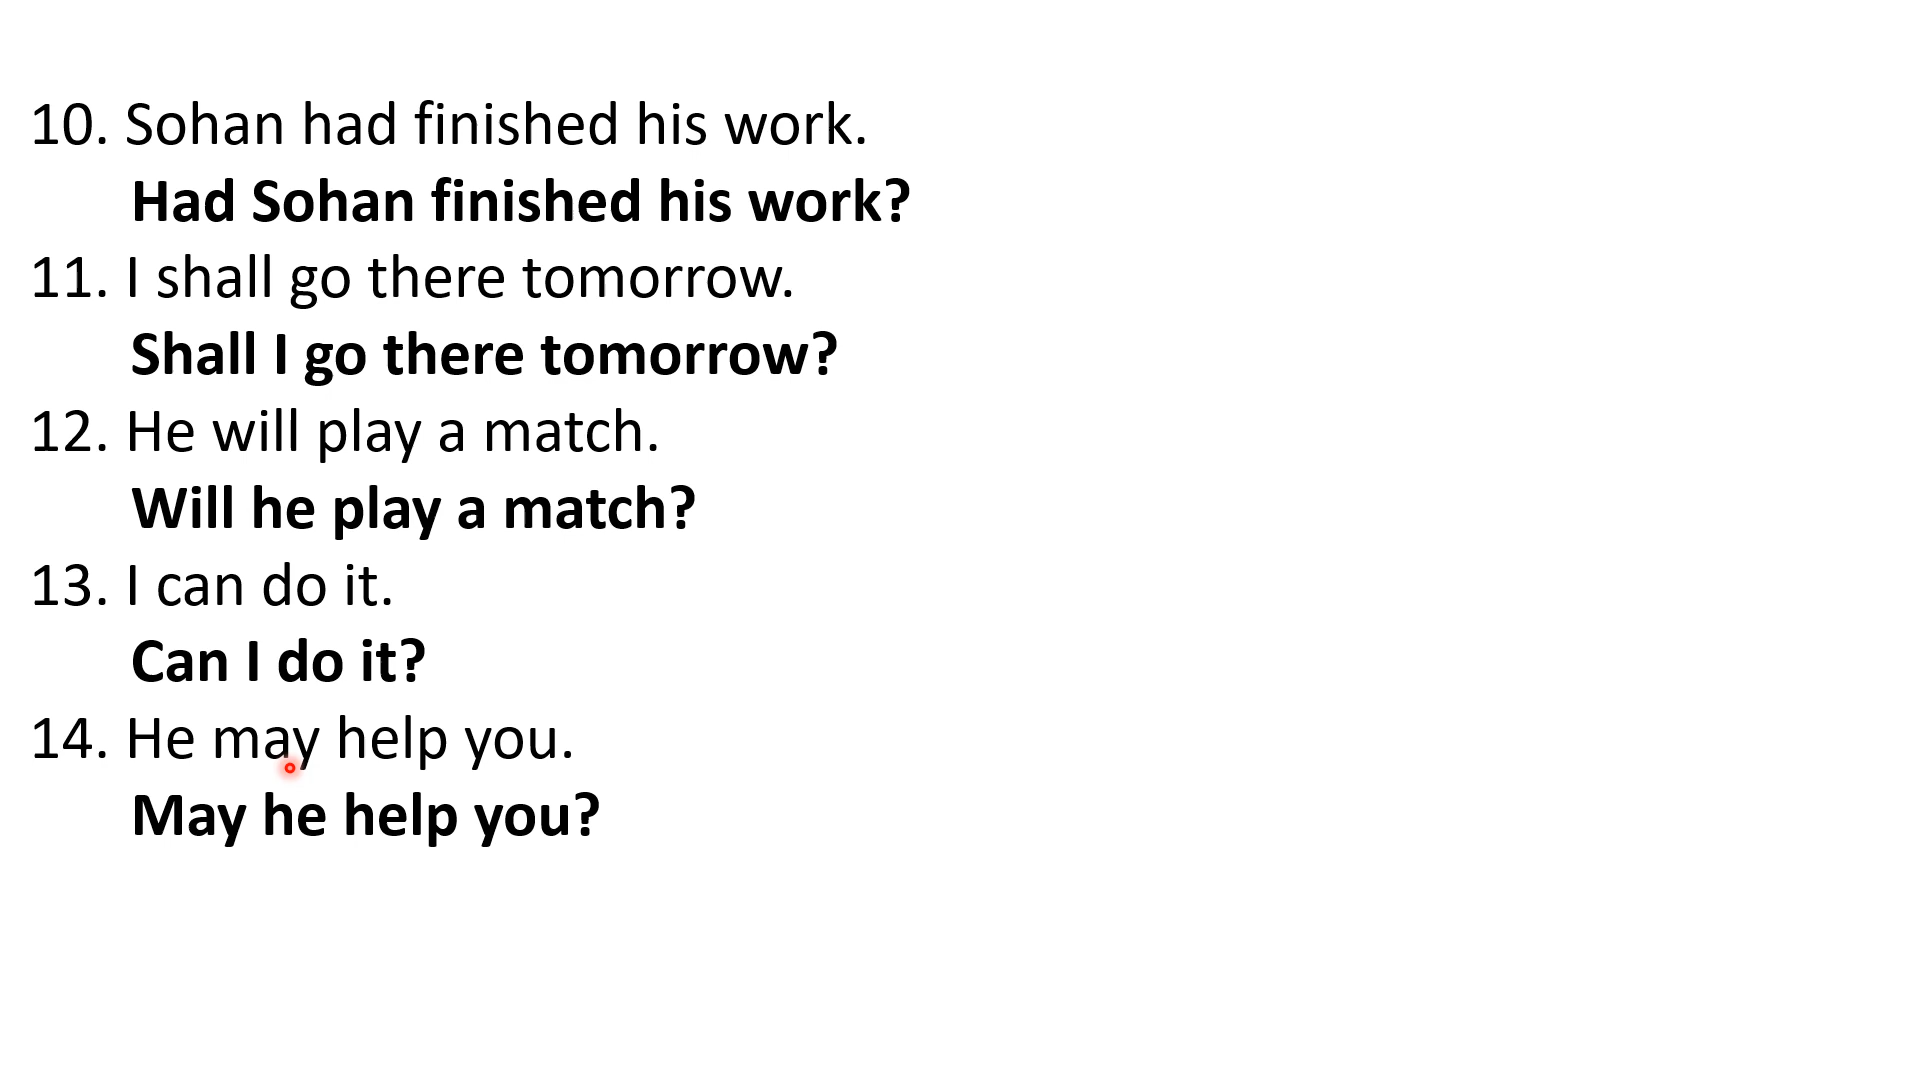 10. Sohan had finished his work.
Had Sohan finished his work?
11. I shall go there tomorrow.
Shall I go there tomorrow?
12. He will play a match.
Will he play a match?
13. I can do it.
Can I do it?
14. He may help you.
May he help you?